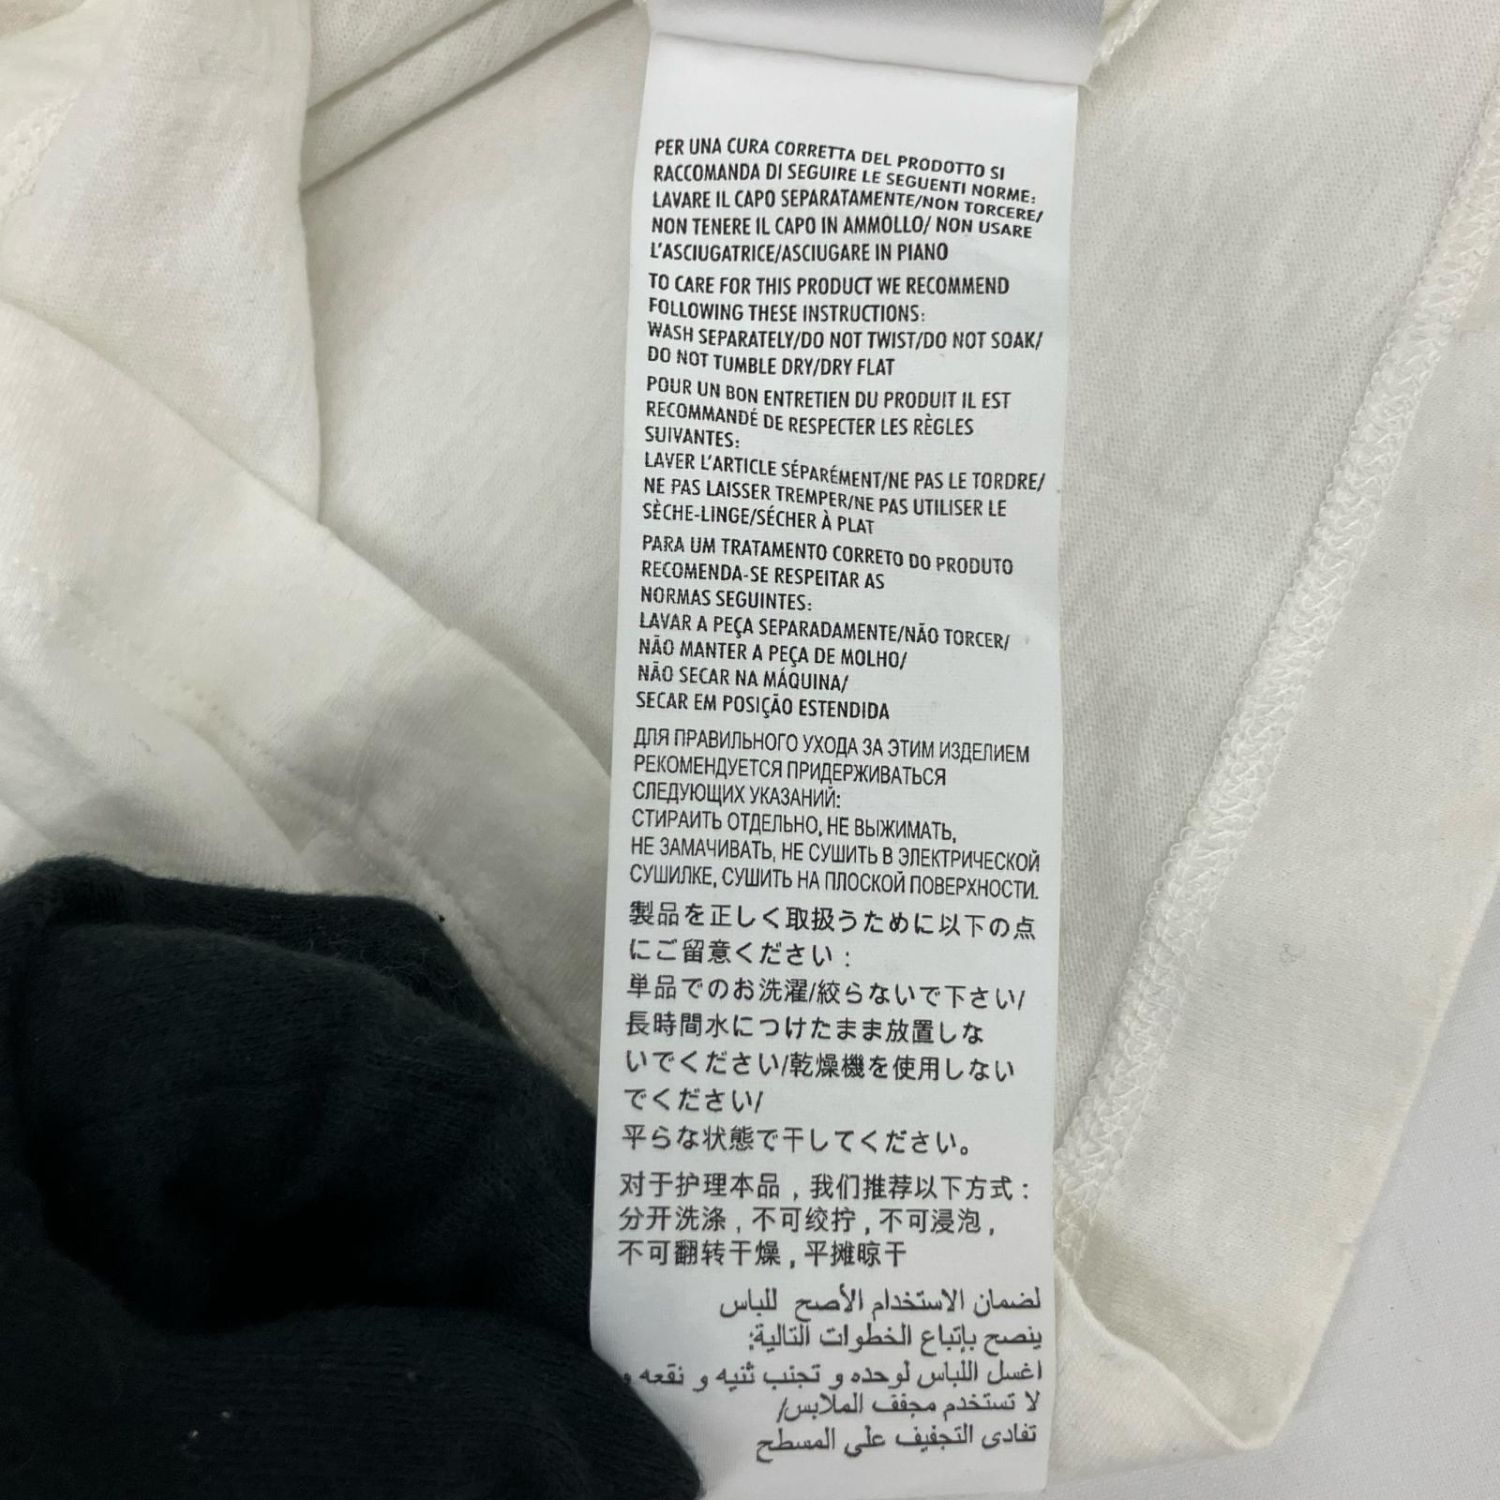 PER UNA CURA CORRETTA DEL PRODOTTO SI
RACCOMANDA DI SEGUIRE LE SEGUENTI NORME:
LAVARE IL CAPO SEPARATAMENTE/NON TORCERE/
NON TENERE IL CAPO IN AMMOLLO/ NON USARE
L'ASCIUGATRICE/ASCIUGARE IN PIANO
TO CARE FOR THIS PRODUCT WE RECOMMEND
FOLLOWING THESE INSTRUCTIONS:
WASH SEPARATELY/DO NOT TWIST/DO NOT SOAK/
DO NOT TUMBLE DRY/DRY FLAT
POUR UN BON ENTRETIEN DU PRODUIT IL EST
RECOMMANDÉ DE RESPECTER LES RÈGLES
SUIVANTES:
LAVER L'ARTICLE SÉPARÉMENT/NE PAS LE TORDRE/
NE PAS LAISSER TREMPER/NE PAS UTILISER LE
SÈCHE-LINGE/SÉCHER À PLAT
PARA UM TRATAMENTO CORRETO DO PRODUTO
RECOMENDA-SE RESPEITAR AS
NORMAS SEGUINTES:
LAVAR A PEÇA SEPARADAMENTE/NÃO TORCER/
NÃO MANTER A PEÇA DE MOLHO/
NÃO SECAR NA MÁQUINA/
SECAR EM POSIÇÃO ESTENDIDA
ДЛЯ ПРАВИЛЬНОГО УХОДА ЗА ЭТИМ ИЗДЕЛИЕМ
РЕКОМЕНДУЕТСЯ ПРИДЕРЖИВАТЬСЯ
СЛЕДУЮЩИХ УКАЗАНИЙ:
СТИРАИТЬ ОТДЕЛЬНО, НЕ ВЫЖИМАТЬ,
НЕ ЗАМАЧИВАТЬ, НЕ СУШИТЬ В ЭЛЕКТРИЧЕСКОЙ
СУШИЛКЕ, СУШИТЬ НА ПЛОСКОЙ ПОВЕРХНОСТИ.
製品を正しく取扱うために以下の点
にご留意ください：
単品でのお洗濯/絞らないで下さい/
長時間水につけたまま放置しな
いでください/乾燥機を使用しない
でください/
平らな状態で干してください。
对于护理本品，我们推荐以下方式：
分开洗涤，不可绞拧，不可浸泡，
不可翻转干燥，平摊晾干
لضمان الاستخدام الأصح للباس
ينصح بإتباع الخطوات التالية:
اغسل اللباس لوحده و تجنب ثنيه و نقعه و
لا تستخدم مجفف الملابس/
تفادى التجفيف على المسطح